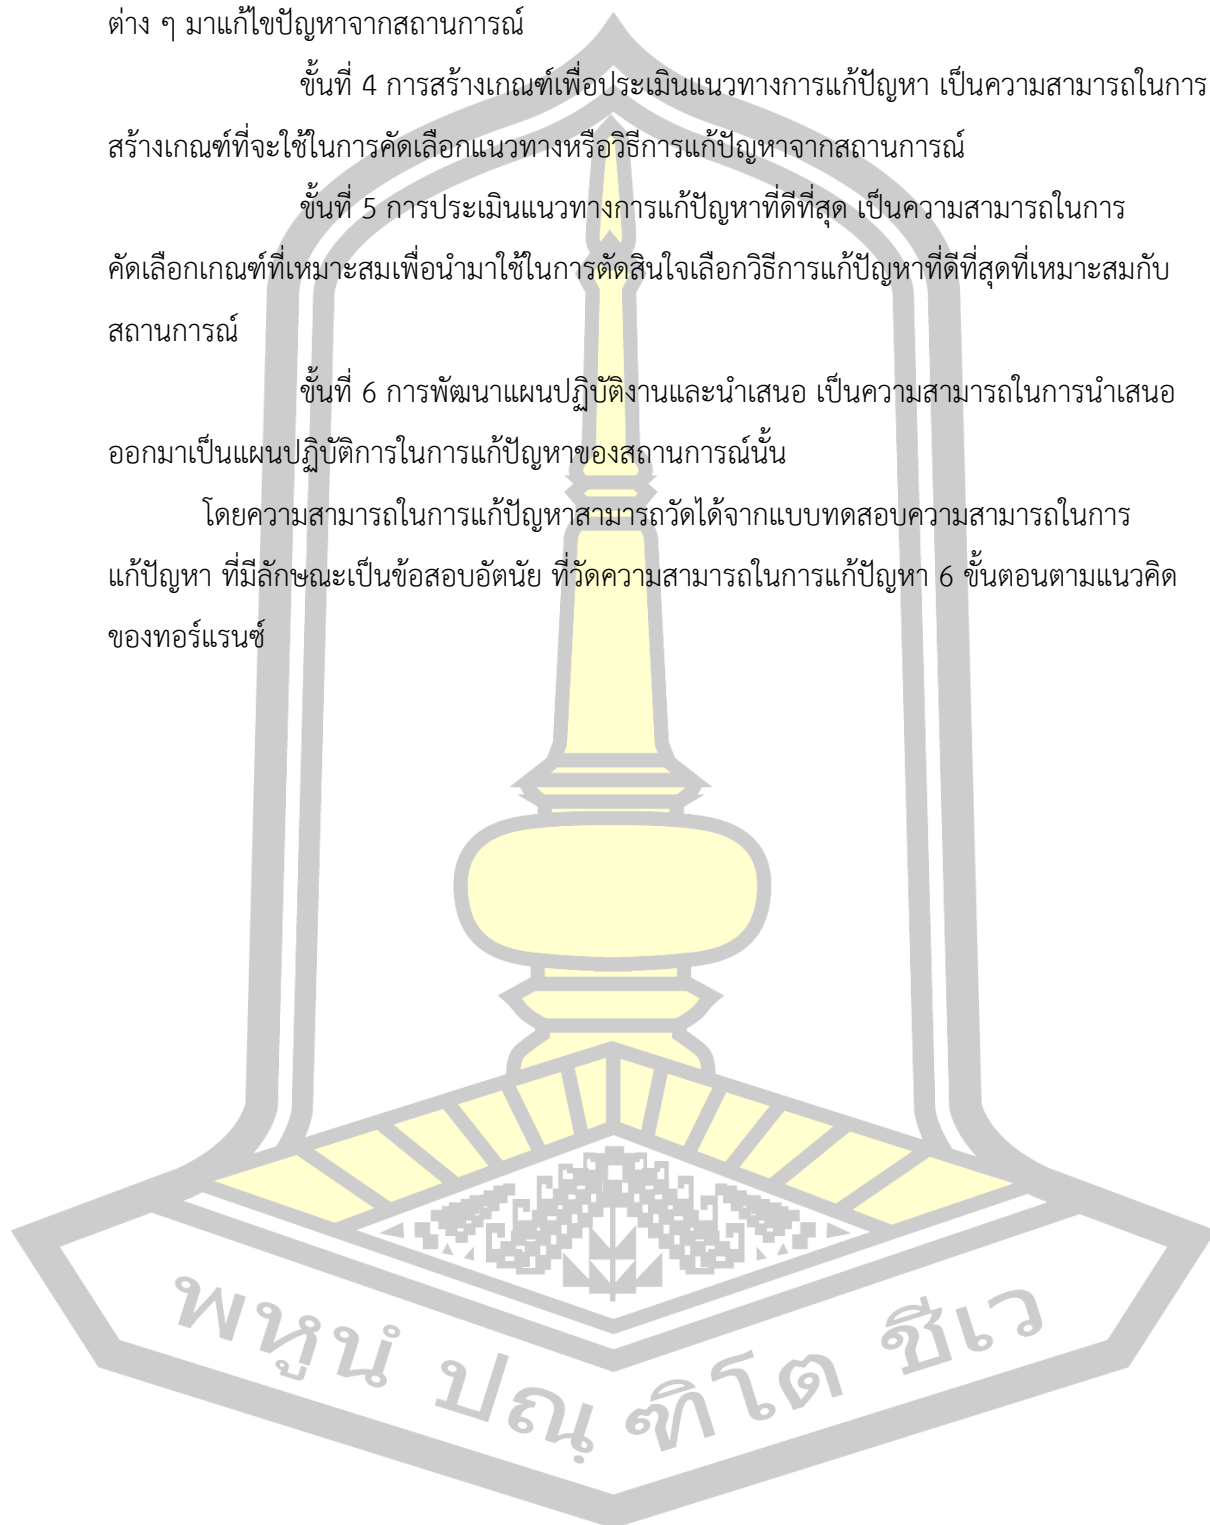 ต่าง ๆ มาแก้ไขปัญหาจากสถานการณ์
ขั้นที่ 4 การสร้างเกณฑ์เพื่อประเมินแนวทางการแก้ปัญหา เป็นความสามารถในการ
สร้างเกณฑ์ที่จะใช้ในการคัดเลือกแนวทางหรือวิธีการแก้ปัญหาจากสถานการณ์
ขั้นที่ 5 การประเมินแนวทางการแก้ปัญหาที่ดีที่สุด เป็นความสามารถในการ
คัดเลือกเกณฑ์ที่เหมาะสมเพื่อนำมาใช้ในการตัดสินใจเลือกวิธีการแก้ปัญหาที่ดีที่สุดที่เหมาะสมกับ
สถานการณ์
ขั้นที่ 6 การพัฒนาแผนปฏิบัติงานและนำเสนอ เป็นความสามารถในการนำเสนอ
ออกมาเป็นแผนปฏิบัติการในการแก้ปัญหาของสถานการณ์นั้น
โดยความสามารถในการแก้ปัญหาสามารถวัดได้จากแบบทดสอบความสามารถในการ
แก้ปัญหา ที่มีลักษณะเป็นข้อสอบอัตนัย ที่วัดความสามารถในการแก้ปัญหา 6 ขั้นตอนตามแนวคิด
ของทอร์แรนซ์
พหูนํ ปณฺ ฑิโต ชีเว